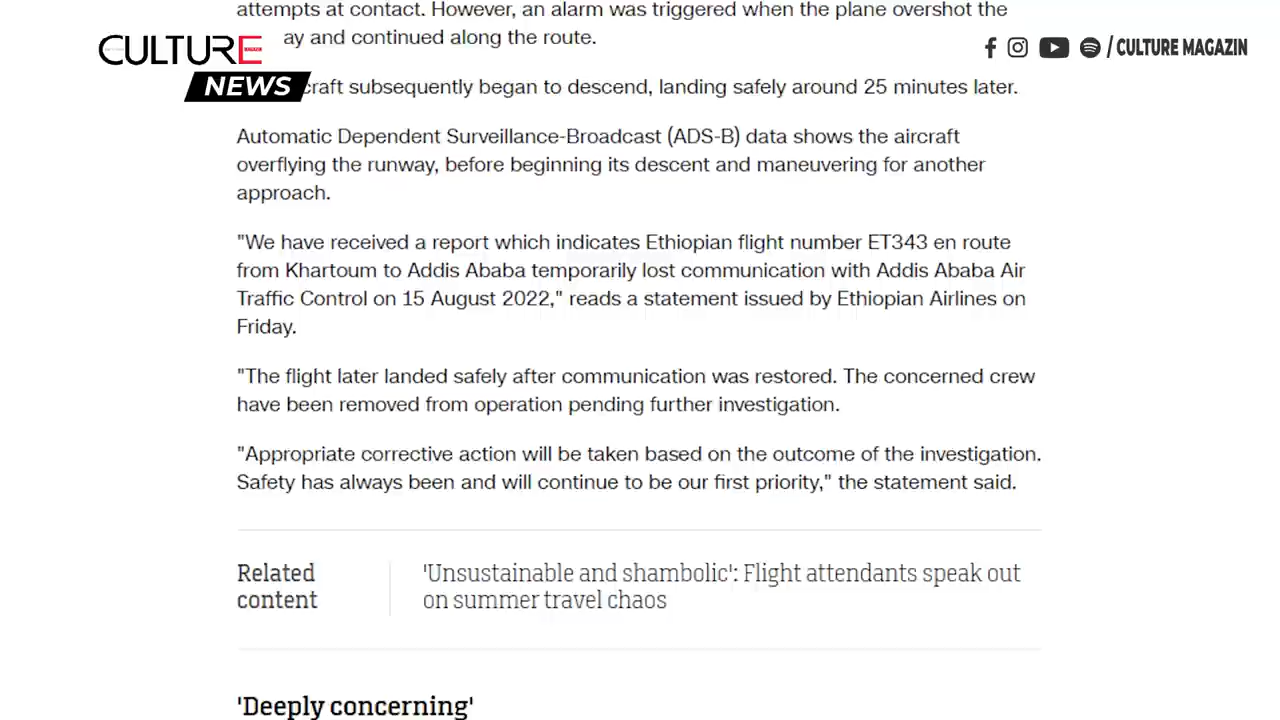 attempts at contact. However, an alarm was triggered when the plane overshot the
CULTURE
ay and continued along the route.
/ CULTURE MAGAZIN
NEWS
craft subsequently began to descend, landing safely around 25 minutes later.
Automatic Dependent Surveillance-Broadcast (ADS-B) data shows the aircraft
overflying the runway, before beginning its descent and maneuvering for another
approach.
"We have received a report which indicates Ethiopian flight number ET343 en route
from Khartoum to Addis Ababa temporarily lost communication with Addis Ababa Air
Traffic Control on 15 August 2022," reads a statement issued by Ethiopian Airlines on
Friday.
"The flight later landed safely after communication was restored. The concerned crew
have been removed from operation pending further investigation.
"Appropriate corrective action will be taken based on the outcome of the investigation.
Safety has always been and will continue to be our first priority," the statement said.
Related
content
'Unsustainable and shambolic': Flight attendants speak out
on summer travel chaos
'Deeply concerning'